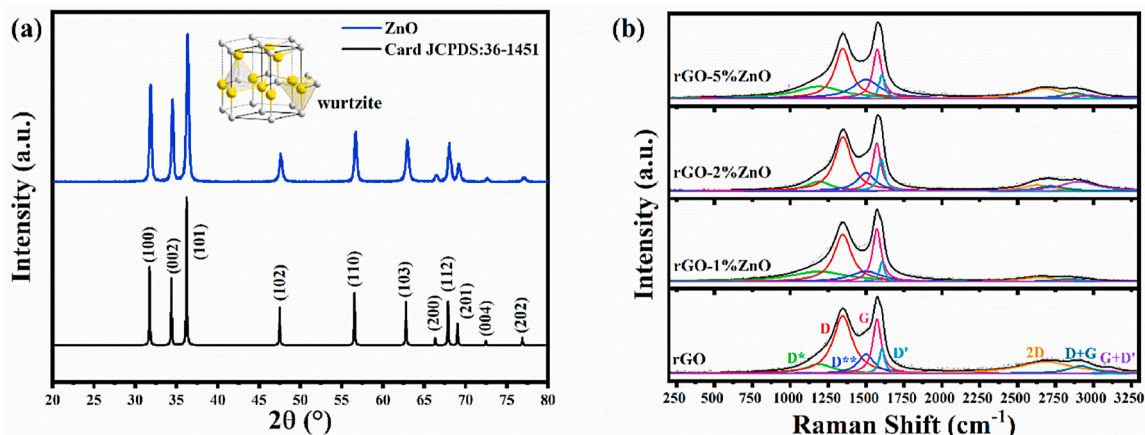 (a)
ZnO
Card JCPDS:36-1451
wurtzite
Intensity (a.u.)
(100)
(002)
(101)
(102)
(110)
(103)
(200)
(112)
(201)
(004)
(202)
20 25 30 35 40 45 50 55 60 65 70 75 80
2θ (°)
(b)
rGO-5%ZnO
rGO-2%ZnO
rGO-1%ZnO
rGO
Intensity (a.u.)
D* D D** G D' 2D D+G G+D'
250 500 750 1000 1250 1500 1750 2000 2250 2500 2750 3000 3250
Raman Shift (cm⁻¹)